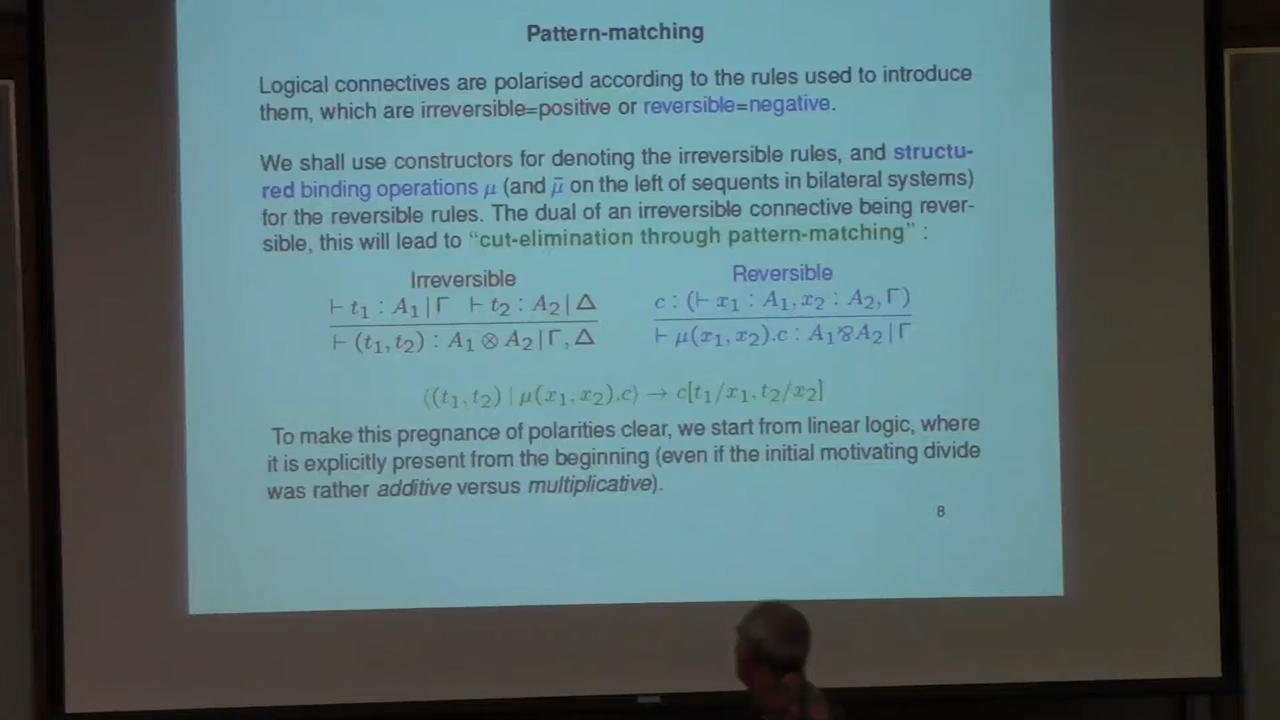 Pattern-matching
Logical connectives are polarised according to the rules used to introduce
them, which are irreversible=positive or reversible=negative.
We shall use constructors for denoting the irreversible rules, and structu-
red binding operations μ (and μ̃ on the left of sequents in bilateral systems)
for the reversible rules. The dual of an irreversible connective being rever-
sible, this will lead to “cut-elimination through pattern-matching” :
Irreversible
⊢ t₁ : A₁ | Γ ⊢ t₂ : A₂ | Δ
⊢ (t₁, t₂) : A₁ ⊗ A₂ | Γ, Δ
Reversible
c : (⊢ x₁ : A₁, x₂ : A₂, Γ)
⊢ μ(x₁, x₂).c : A₁⅋A₂ | Γ
⟨(t₁, t₂) | μ(x₁, x₂).c⟩ → c[t₁/x₁, t₂/x₂]
To make this pregnance of polarities clear, we start from linear logic, where
it is explicitly present from the beginning (even if the initial motivating divide
was rather additive versus multiplicative).
8